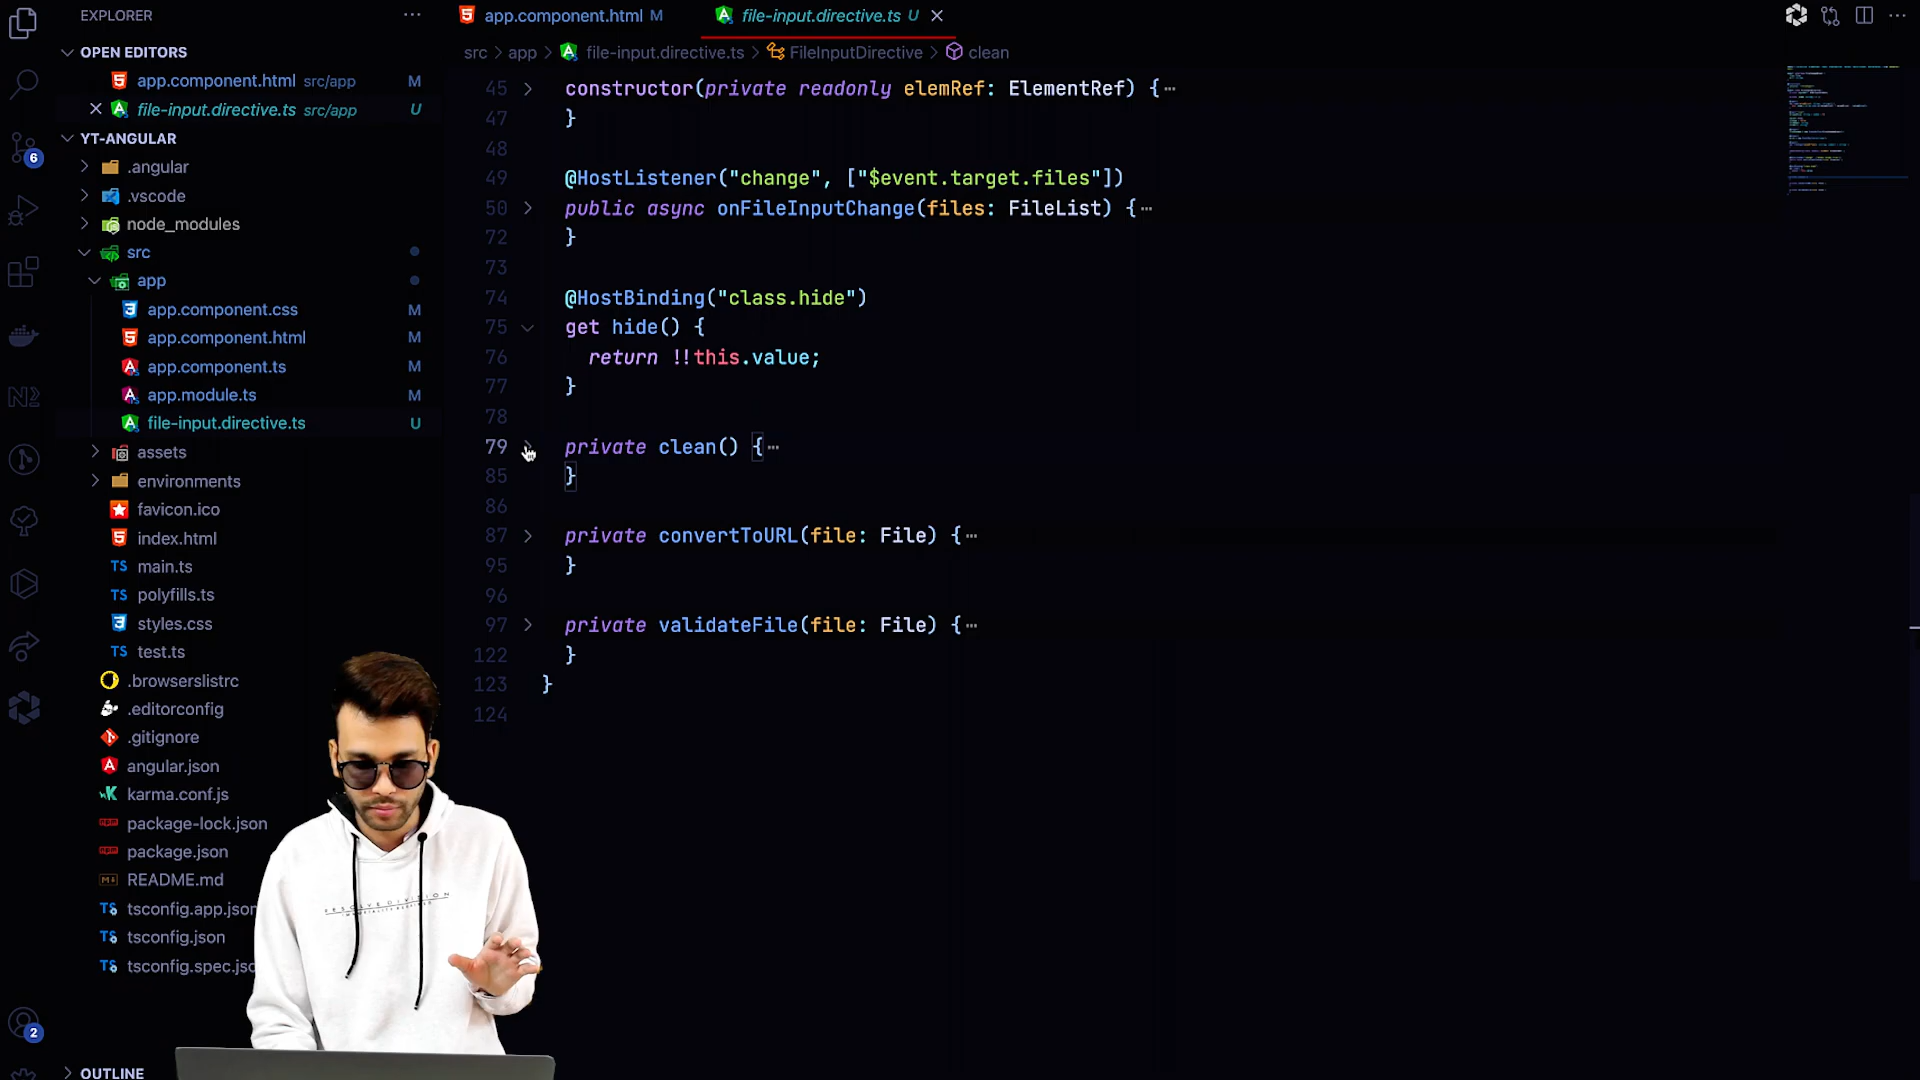 EXPLORER
OPEN EDITORS
app.component.html src/app M
file-input.directive.ts src/app U
YT-ANGULAR
.angular
.vscode
node_modules
src
app
app.component.css M
app.component.html M
app.component.ts M
app.module.ts M
file-input.directive.ts U
assets
environments
favicon.ico
index.html
main.ts
polyfills.ts
styles.css
test.ts
.browserslistrc
.editorconfig
.gitignore
angular.json
karma.conf.js
package-lock.json
package.json
README.md
tsconfig.app.json
tsconfig.json
tsconfig.spec.jso
OUTLINE
6
2
app.component.html M
file-input.directive.ts U
src > app > file-input.directive.ts > FileInputDirective > clean
45 constructor(private readonly elemRef: ElementRef) {…
47 }
48
49 @HostListener("change", ["$event.target.files"])
50 public async onFileInputChange(files: FileList) {…
72 }
73
74 @HostBinding("class.hide")
75 get hide() {
76 return !!this.value;
77 }
78
79 private clean() {…
85 }
86
87 private convertToURL(file: File) {…
95 }
96
97 private validateFile(file: File) {…
122 }
123 }
124
RESOLVE DIVISION